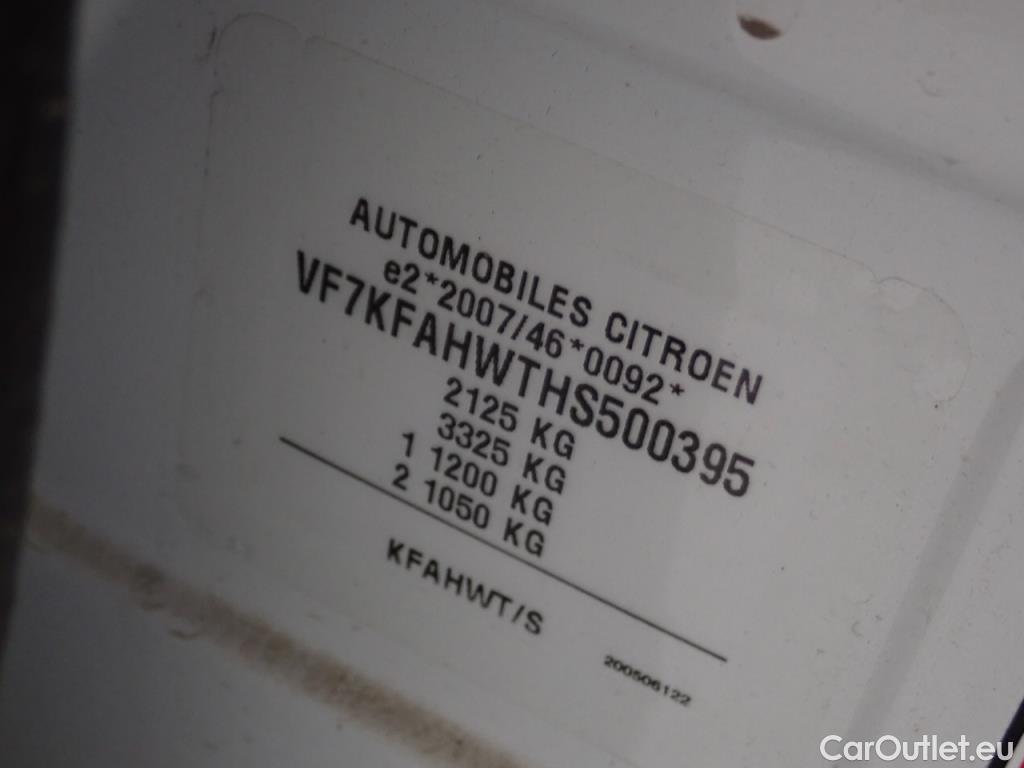 AUTOMOBILES CITROEN
e2*2007/46*0092*
VF7KFAHWTHS500395
2125 KG
3325 KG
1 1200 KG
2 1050 KG
KFAHWT/S
200506122
CarOutlet.eu